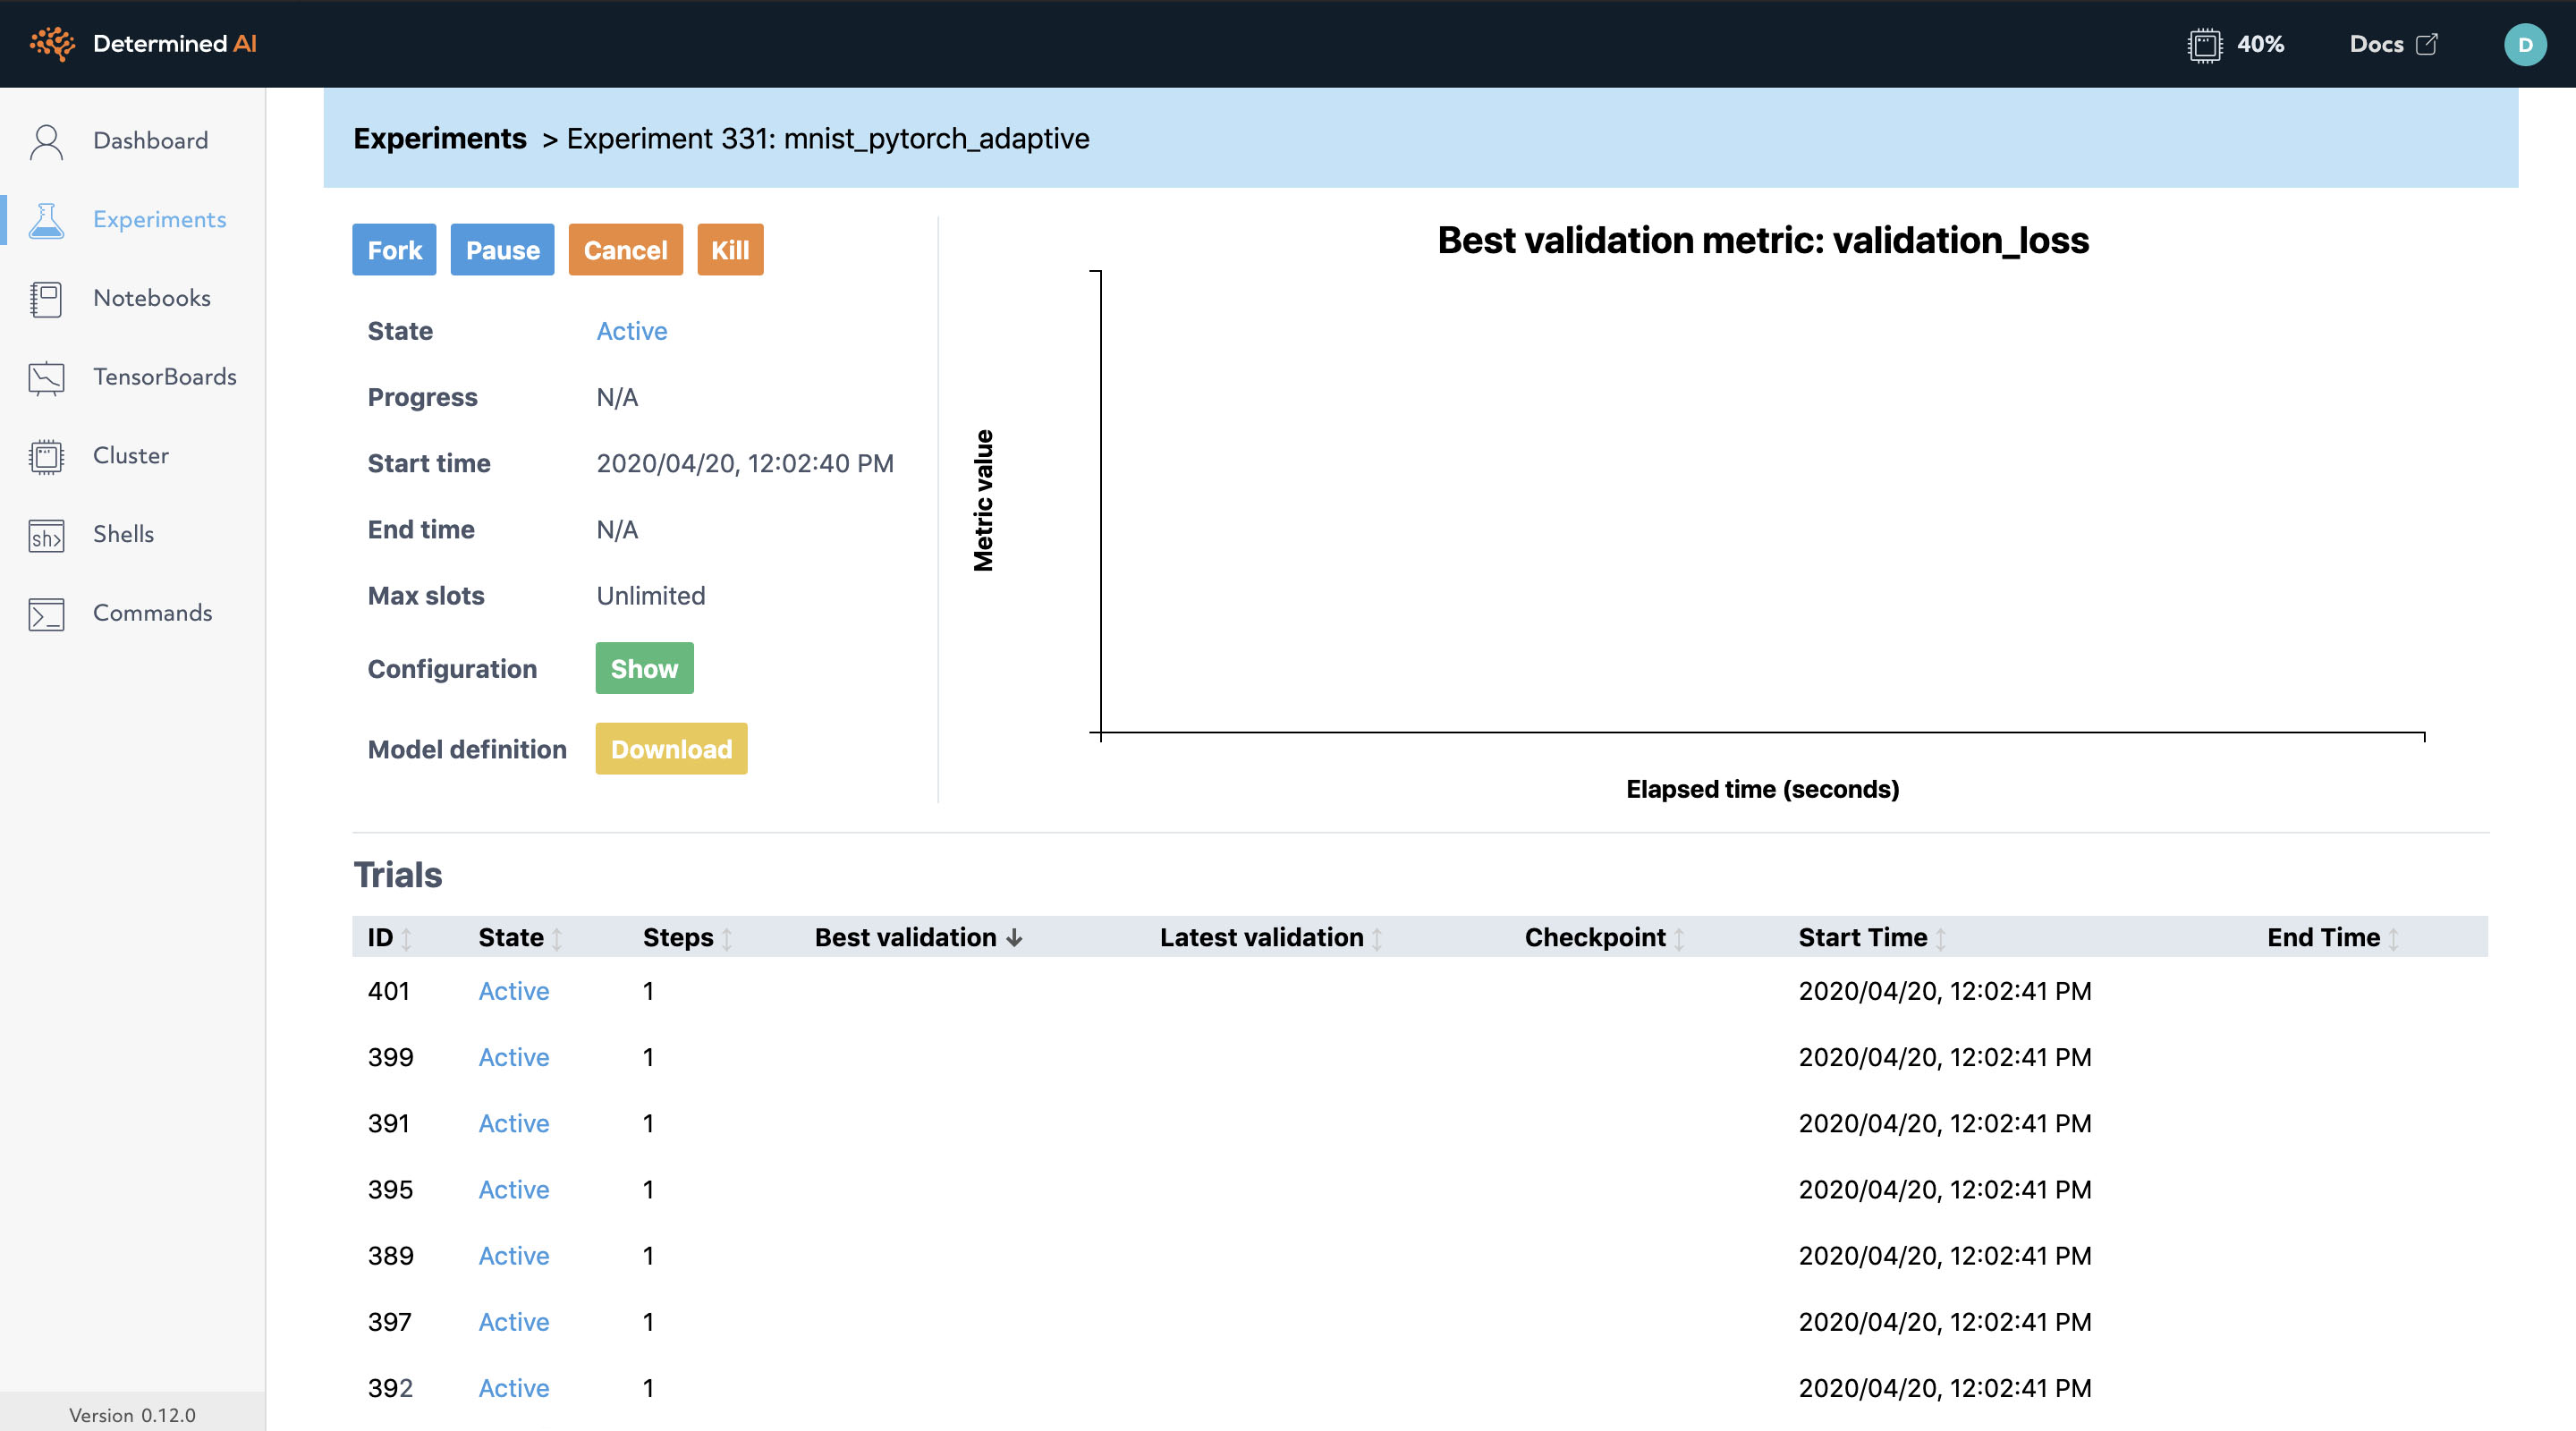 Determined AI
40%
Docs
D
Dashboard
Experiments
Notebooks
TensorBoards
Cluster
sh>
Shells
Commands
Version 0.12.0
Experiments > Experiment 331: mnist_pytorch_adaptive
Fork Pause Cancel Kill
State Active
Progress N/A
Start time 2020/04/20, 12:02:40 PM
End time N/A
Max slots Unlimited
Configuration Show
Model definition Download
Best validation metric: validation_loss
Metric value
Elapsed time (seconds)
Trials
ID State Steps Best validation Latest validation Checkpoint Start Time End Time
401 Active 1 2020/04/20, 12:02:41 PM
399 Active 1 2020/04/20, 12:02:41 PM
391 Active 1 2020/04/20, 12:02:41 PM
395 Active 1 2020/04/20, 12:02:41 PM
389 Active 1 2020/04/20, 12:02:41 PM
397 Active 1 2020/04/20, 12:02:41 PM
392 Active 1 2020/04/20, 12:02:41 PM